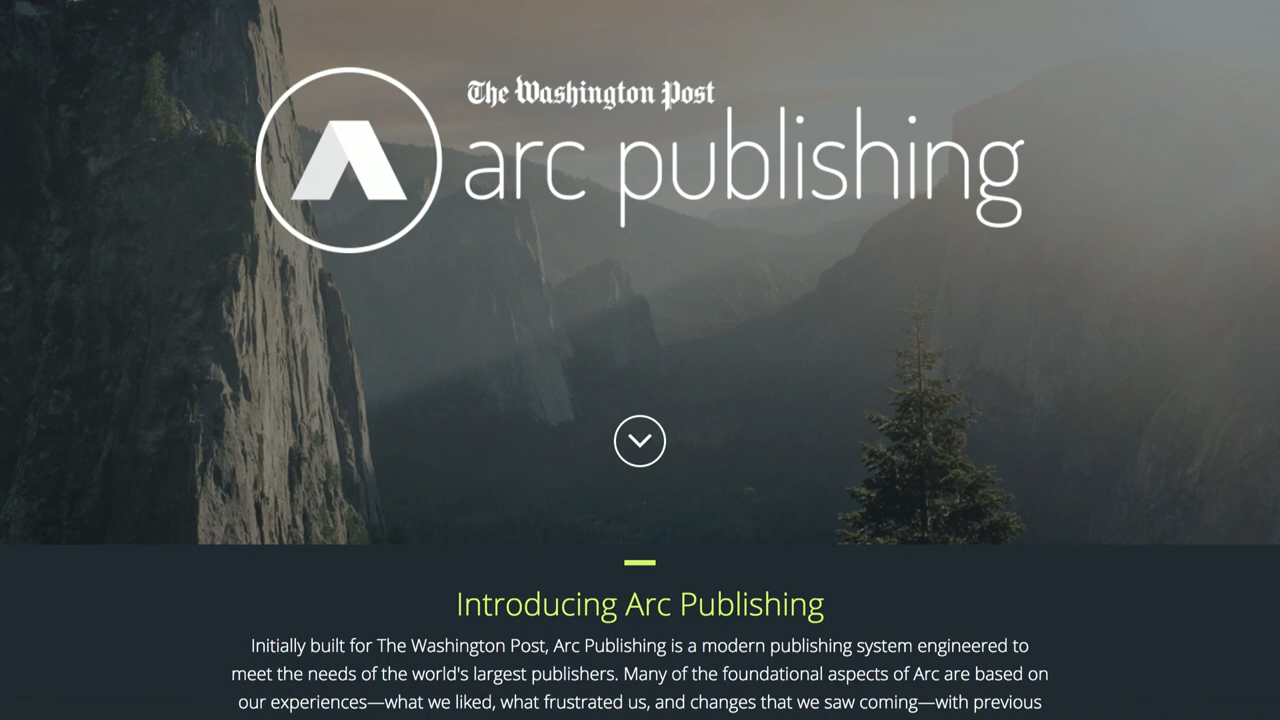 The Washington Post
arc publishing
Introducing Arc Publishing
Initially built for The Washington Post, Arc Publishing is a modern publishing system engineered to
meet the needs of the world's largest publishers. Many of the foundational aspects of Arc are based on
our experiences—what we liked, what frustrated us, and changes that we saw coming—with previous